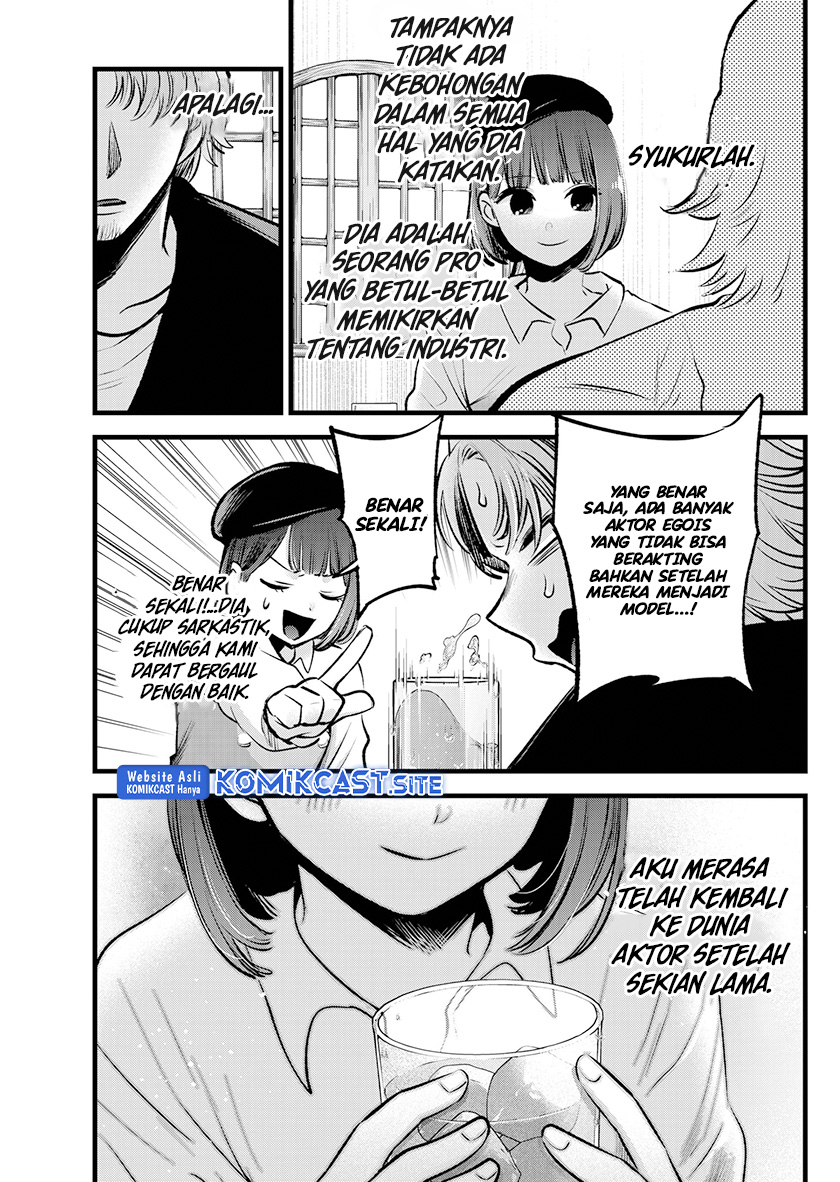 SYUKURLAH.
TAMPAKNYA
TIDAK ADA
KEBOHONGAN
DALAM SEMUA
HAL YANG DIA
KATAKAN.
DIA ADALAH
SEORANG PRO
YANG BETUL-BETUL
MEMIKIRKAN
TENTANG INDUSTRI.
APALAGI...
YANG BENAR
SAJA, ADA BANYAK
AKTOR EGOIS
YANG TIDAK BISA
BERAKTING
BAHKAN SETELAH
MEREKA MENJADI
MODEL...!
BENAR
SEKALI!
BENAR
SEKALI!.:DIA,
CUKUP SARKASTIK,
SEHINGGA KAMI
DAPAT BERGAUL
DENGAN BAIK.
Website Asli
KOMIKCAST Hanya
KOMIKCAST.SITE
AKU MERASA
TELAH KEMBALI
KE DUNIA
AKTOR SETELAH
SEKIAN LAMA.